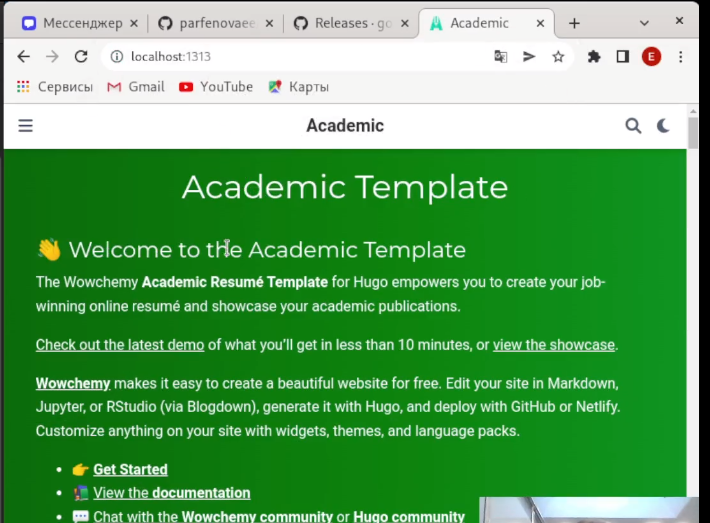 Мессенджер
parfenovaee
Releases · go
Academic
localhost:1313
E
Сервисы
Gmail
YouTube
Карты
Academic
Academic Template
👋 Welcome to the Academic Template
The Wowchemy Academic Resumé Template for Hugo empowers you to create your job-
winning online resumé and showcase your academic publications.
Check out the latest demo of what you'll get in less than 10 minutes, or view the showcase.
Wowchemy makes it easy to create a beautiful website for free. Edit your site in Markdown,
Jupyter, or RStudio (via Blogdown), generate it with Hugo, and deploy with GitHub or Netlify.
Customize anything on your site with widgets, themes, and language packs.
• 👉 Get Started
• 📚 View the documentation
• 💬 Chat with the Wowchemy community or Hugo community